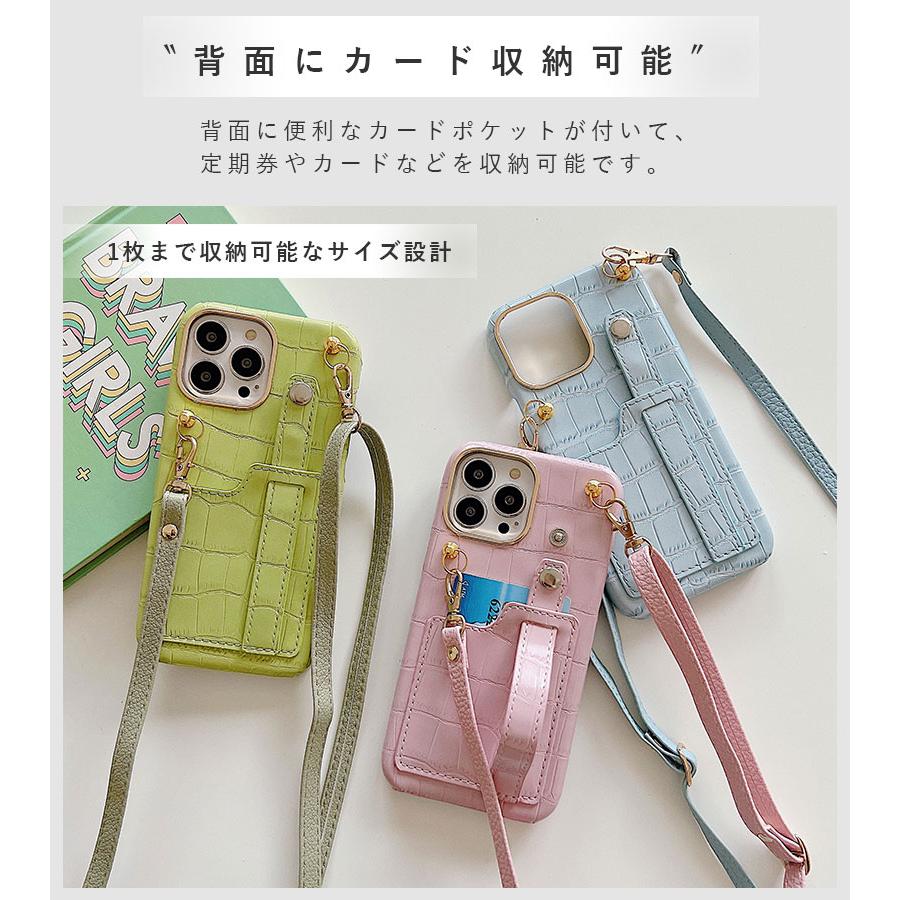 〝背面にカード収納可能〞
背面に便利なカードポケットが付いて、
定期券やカードなどを収納可能です。
1枚まで収納可能なサイズ設計
GIRLS